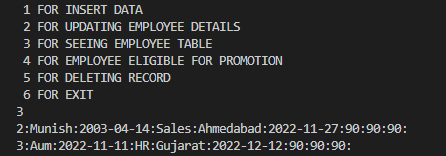 1 FOR INSERT DATA
2 FOR UPDATING EMPLOYEE DETAILS
3 FOR SEEING EMPLOYEE TABLE
4 FOR EMPLOYEE ELIGIBLE FOR PROMOTION
5 FOR DELETING RECORD
6 FOR EXIT
3
2:Munish:2003-04-14:Sales:Ahmedabad:2022-11-27:90:90:
3:Aum:2022-11-11:HR:Gujarat:2022-12-12:90:90:90: